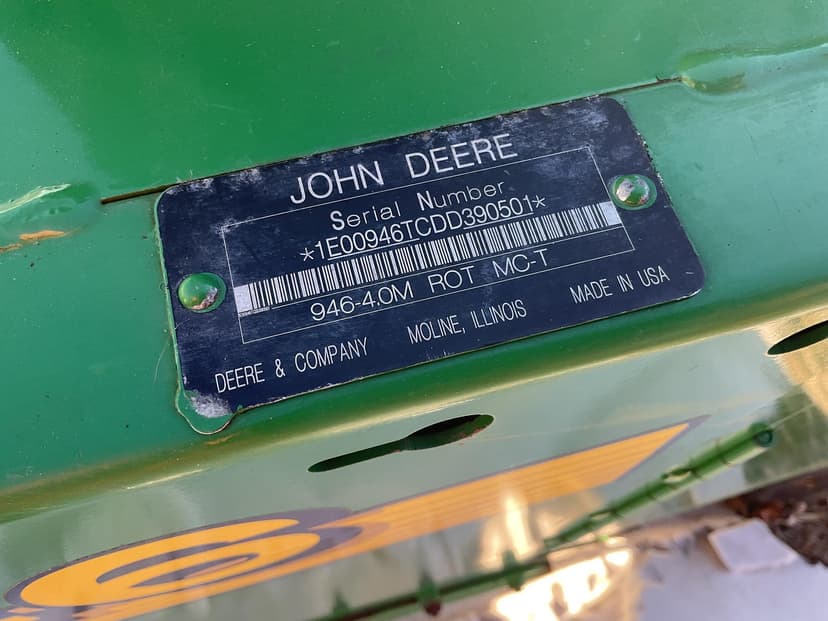 JOHN DEERE
Serial Number
*1E00946TCDD390501*
946-4.0M ROT MC-T
DEERE & COMPANY MOLINE, ILLINOIS MADE IN USA